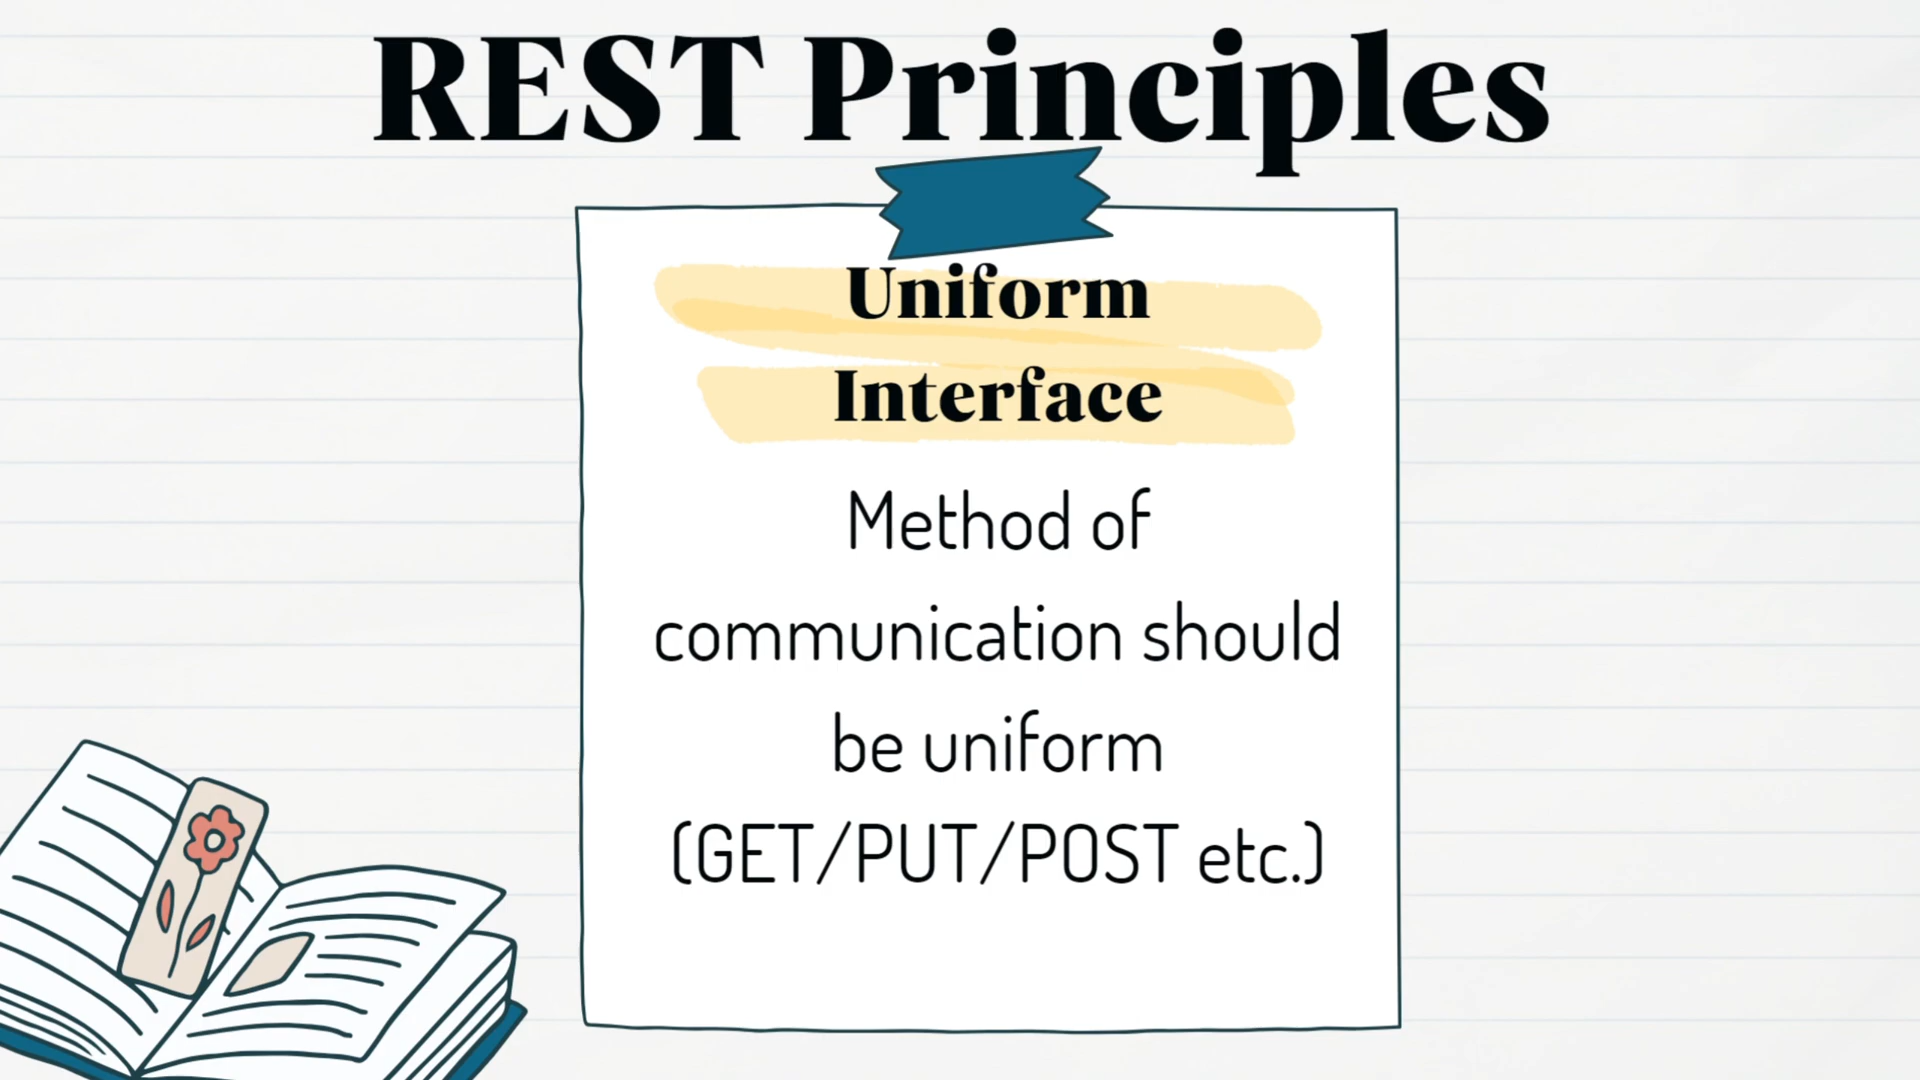 REST Principles
Uniform
Interface
Method of
communication should
be uniform
(GET/PUT/POST etc.)